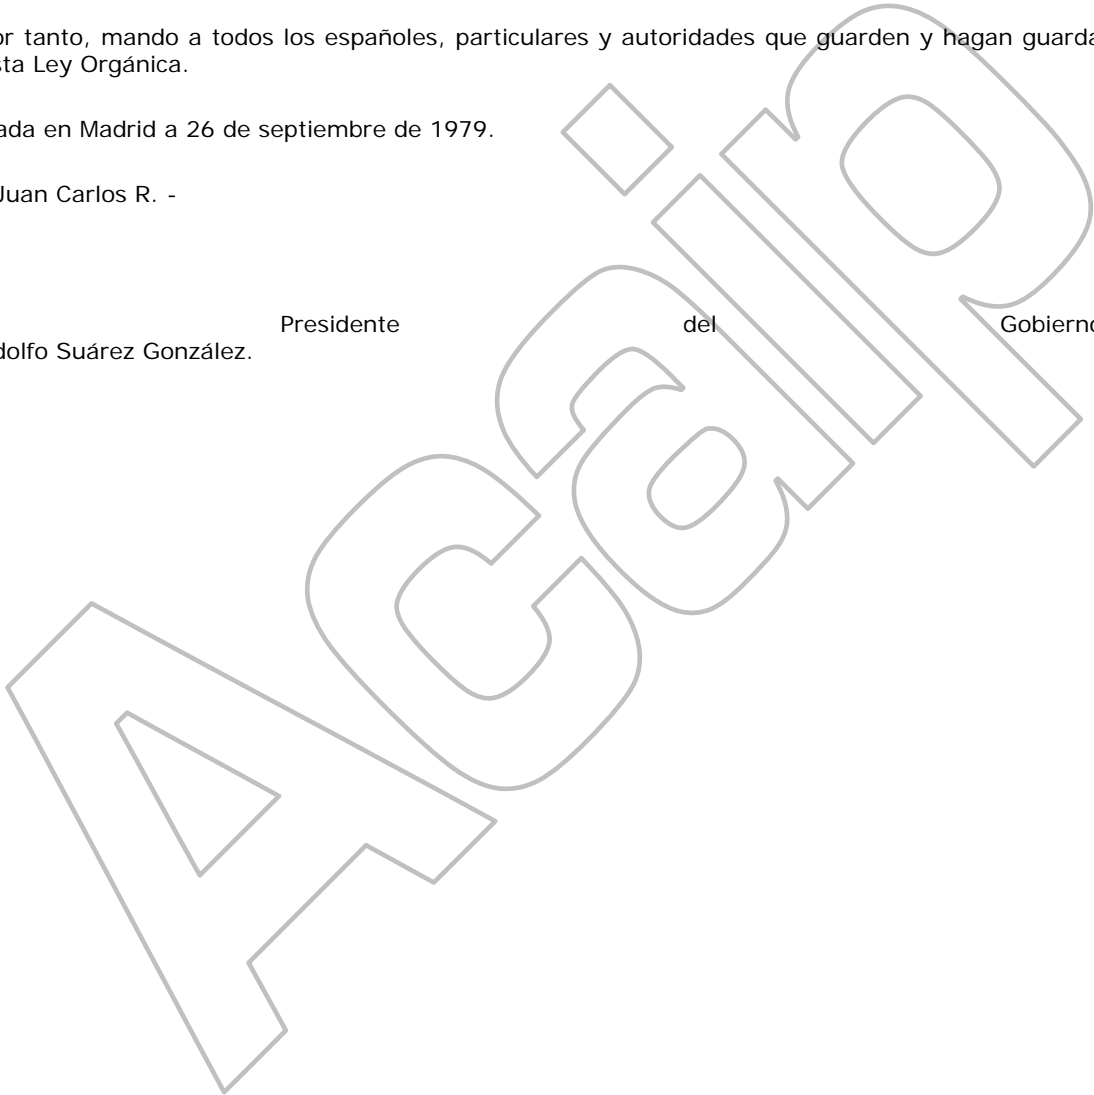 or tanto, mando a todos los españoles, particulares y autoridades que guarden y hagan guarda
sta Ley Orgánica.
ada en Madrid a 26 de septiembre de 1979.
Juan Carlos R. -
Presidente del Gobierno
dolfo Suárez González.
Acaip